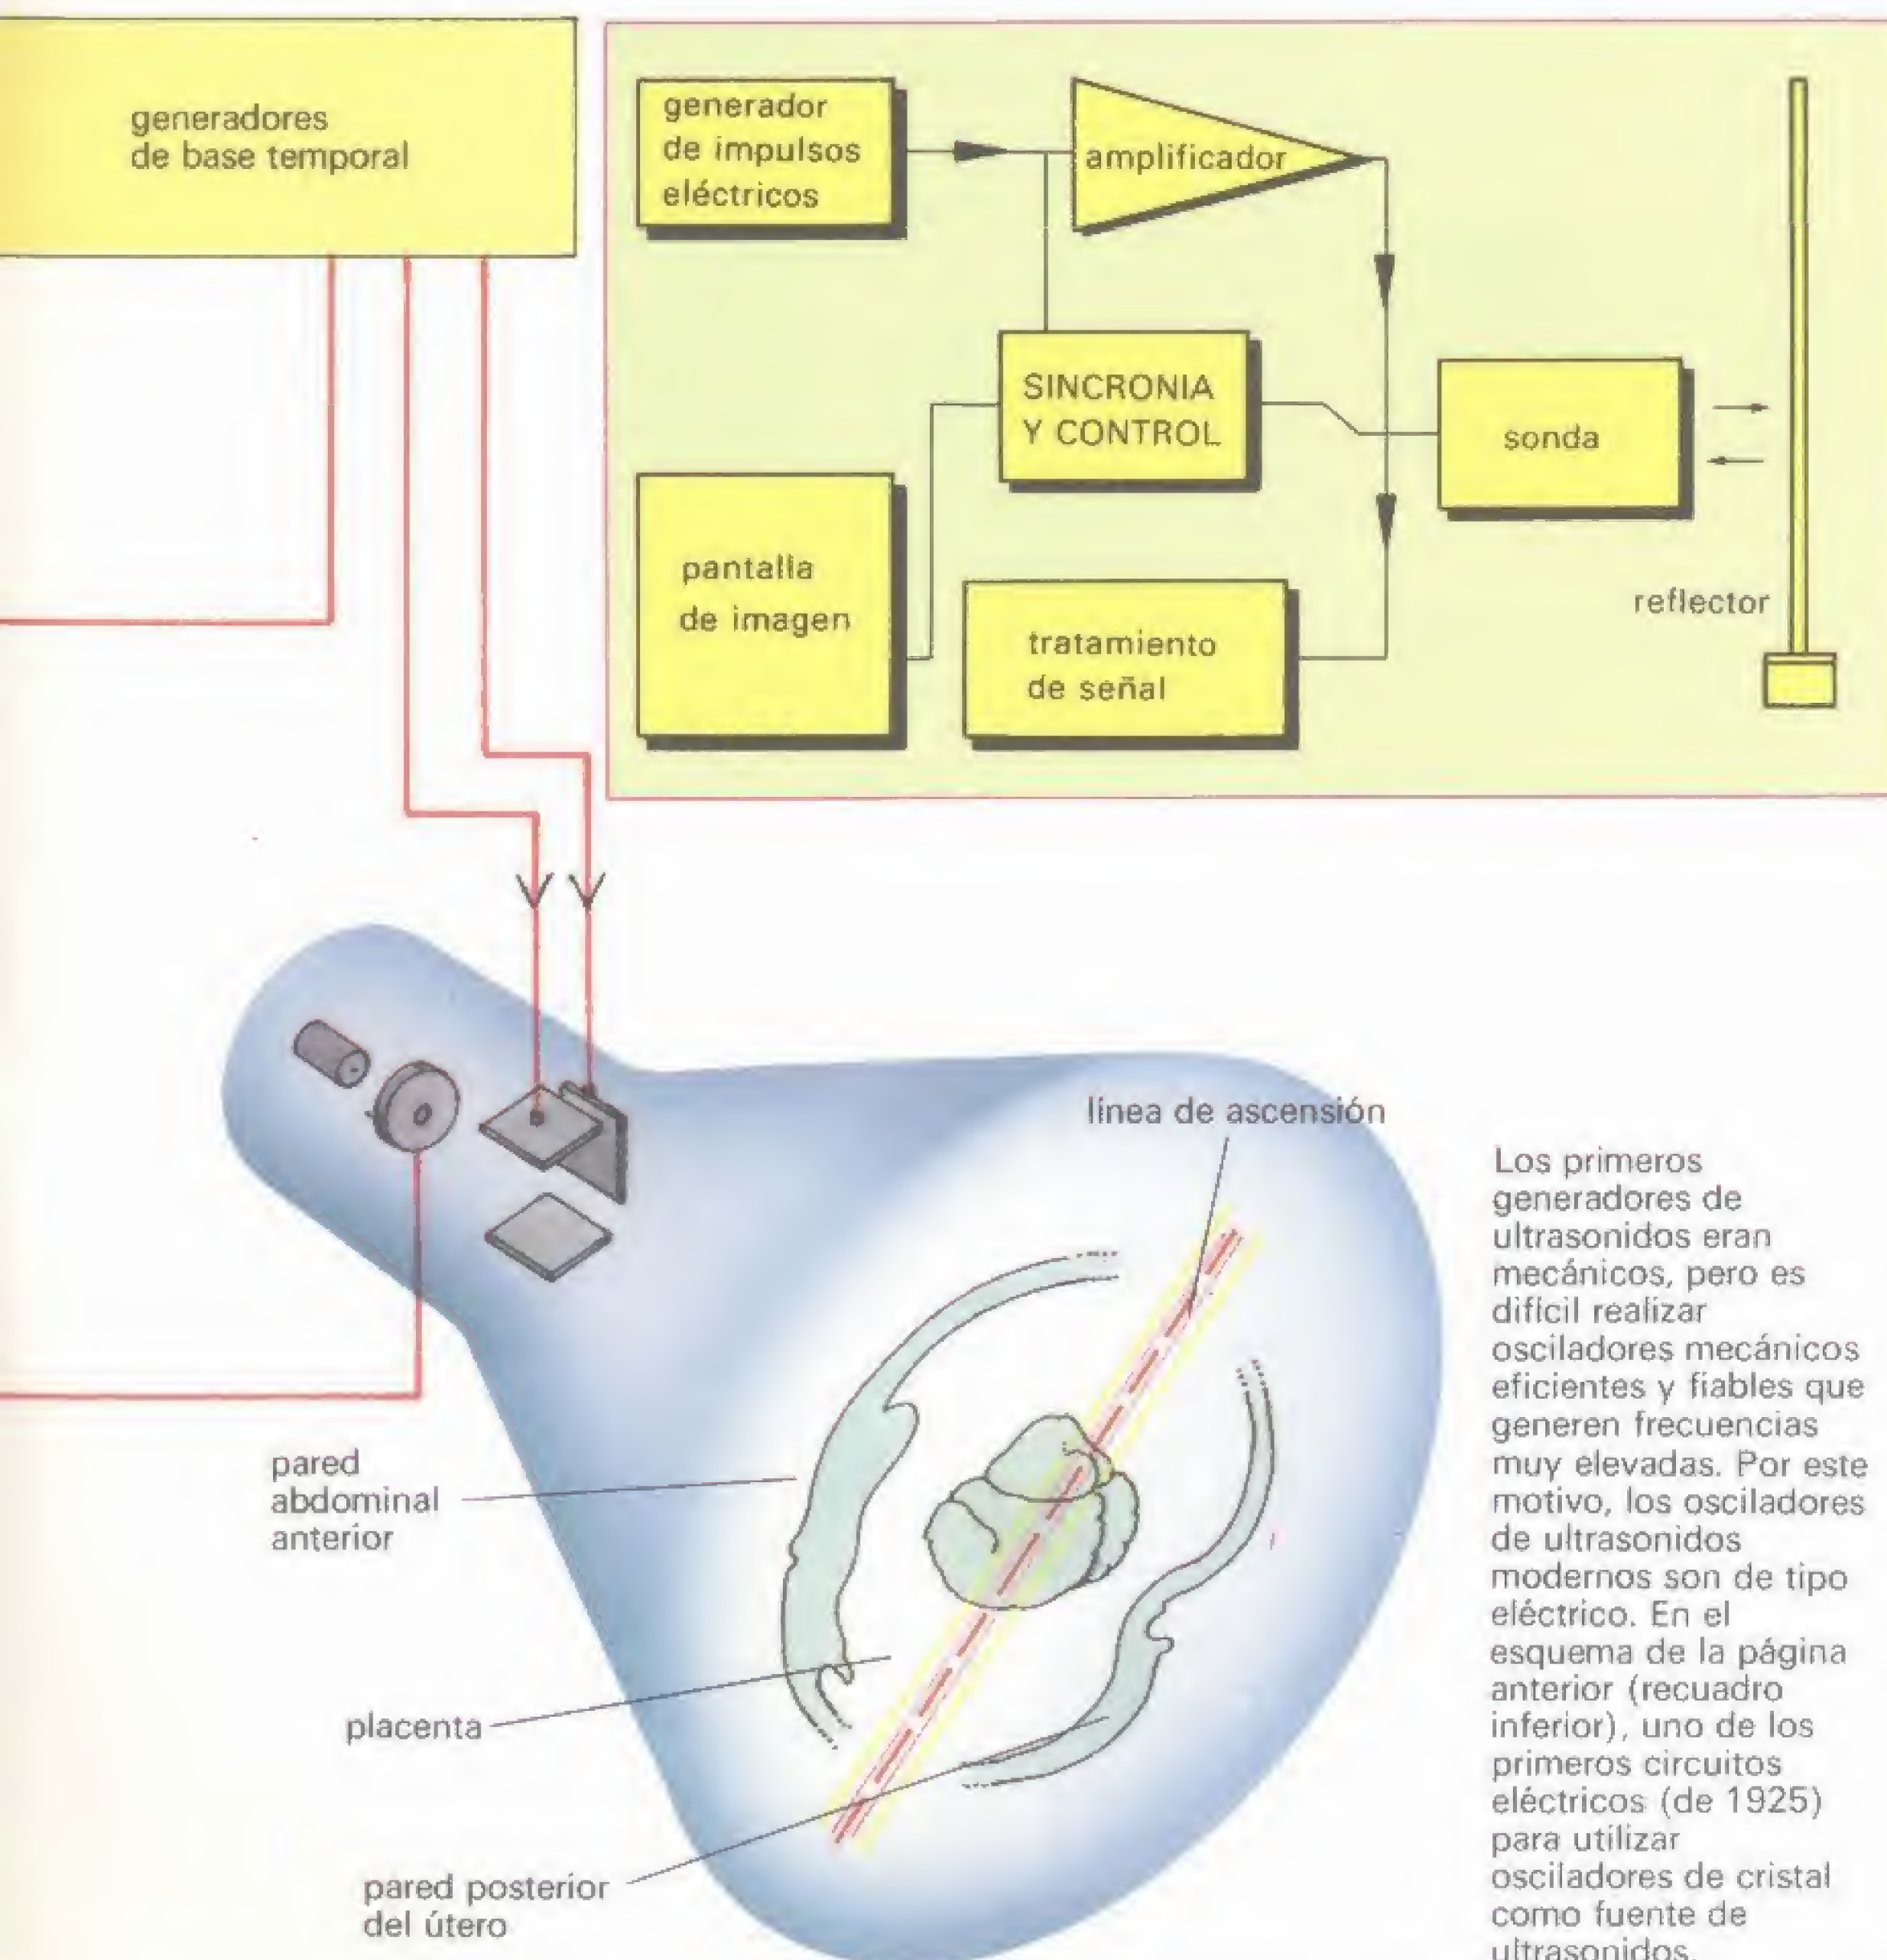 generadores
de base temporal
generador
de impulsos
eléctricos
amplificador
SINCRONIA
Y CONTROL
sonda
pantalla
de imagen
tratamiento
de señal
reflector
línea de ascensión
pared
abdominal
anterior
placenta
pared posterior
del útero
Los primeros
generadores de
ultrasonidos eran
mecánicos, pero es
difícil realizar
osciladores mecánicos
eficientes y fiables que
generen frecuencias
muy elevadas. Por este
motivo, los osciladores
de ultrasonidos
modernos son de tipo
eléctrico. En el
esquema de la página
anterior (recuadro
inferior), uno de los
primeros circuitos
eléctricos (de 1925)
para utilizar
osciladores de cristal
como fuente de
ultrasonidos.